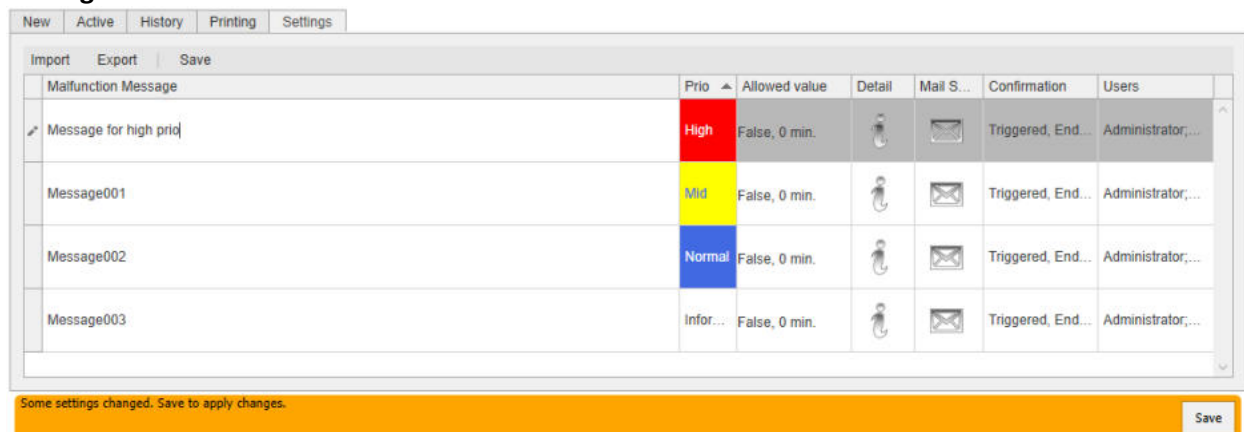 New Active History Printing Settings
Import Export Save
Malfunction Message Prio Allowed value Detail Mail S... Confirmation Users
Message for high prio High False, 0 min. Triggered, End... Administrator;...
Message001 Mid False, 0 min. Triggered, End... Administrator;...
Message002 Normal False, 0 min. Triggered, End... Administrator;...
Message003 Infor... False, 0 min. Triggered, End... Administrator;...
Some settings changed. Save to apply changes.
Save